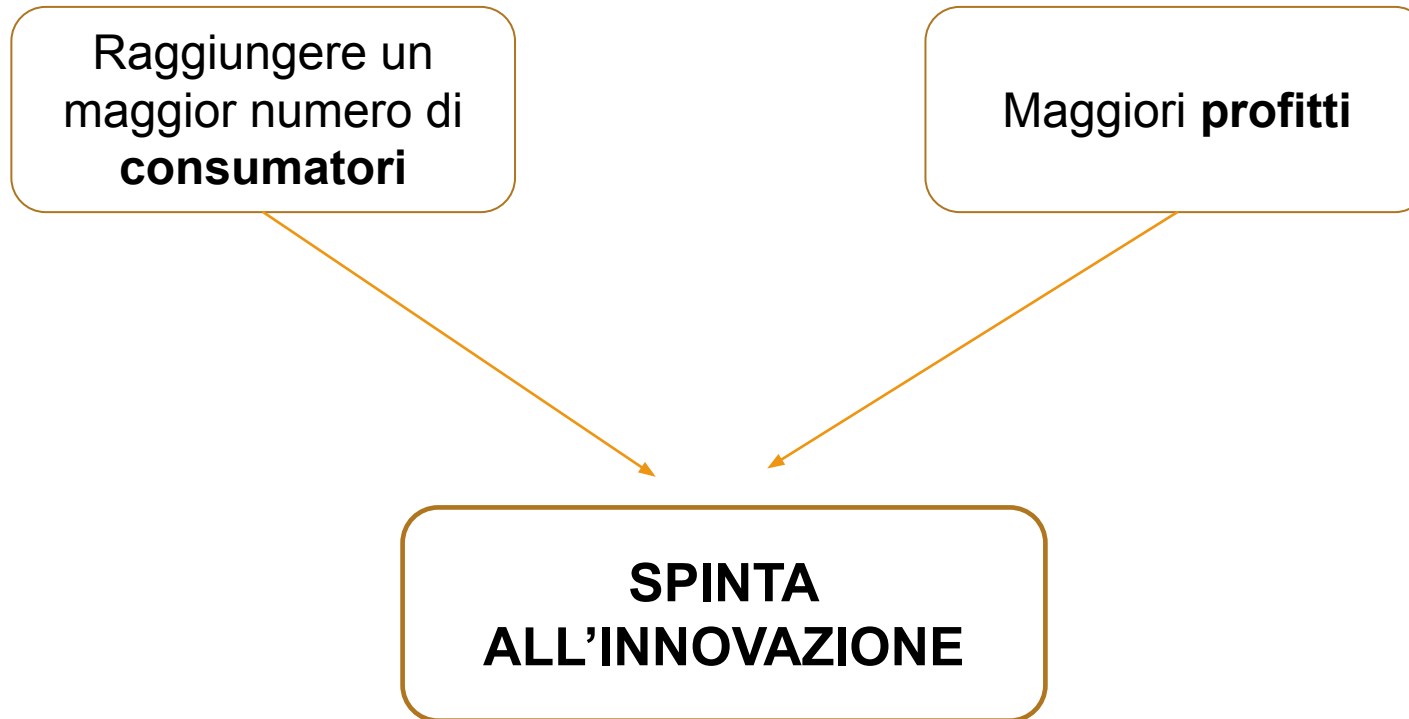 Raggiungere un
maggior numero di
consumatori
Maggiori profitti
SPINTA
ALL’INNOVAZIONE